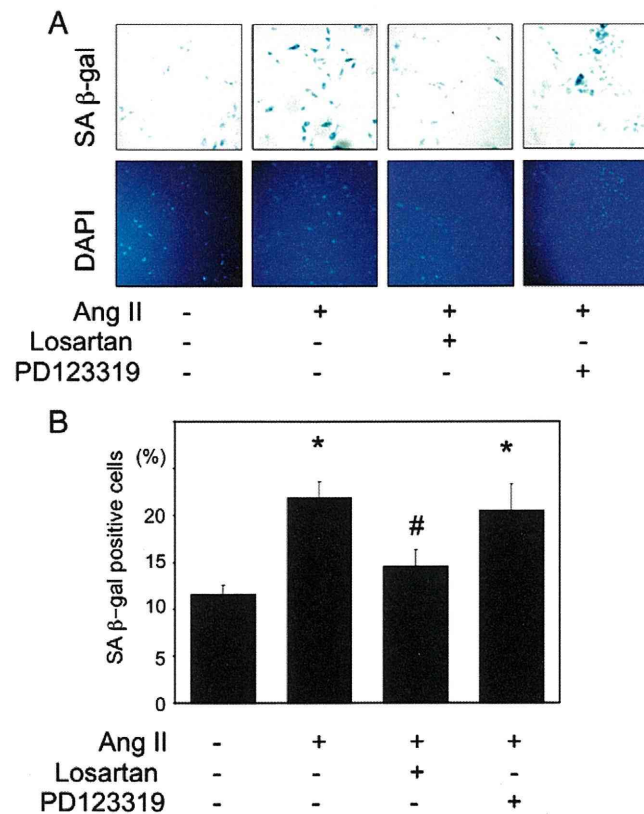 A
SA β-gal
DAPI
Ang II - + + +
Losartan - - + -
PD123319 - - - +
B
SA β-gal positive cells
(%)
20
15
10
5
0
* # *
Ang II - + + +
Losartan - - + -
PD123319 - - - +